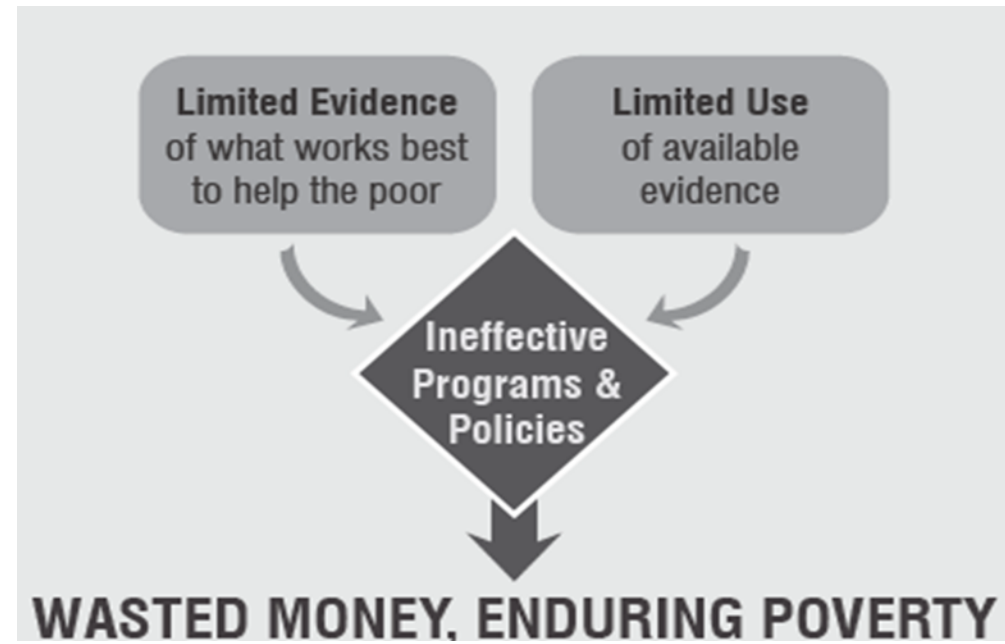 Limited Evidence
of what works best
to help the poor
Limited Use
of available
evidence
Ineffective
Programs &
Policies
WASTED MONEY, ENDURING POVERTY